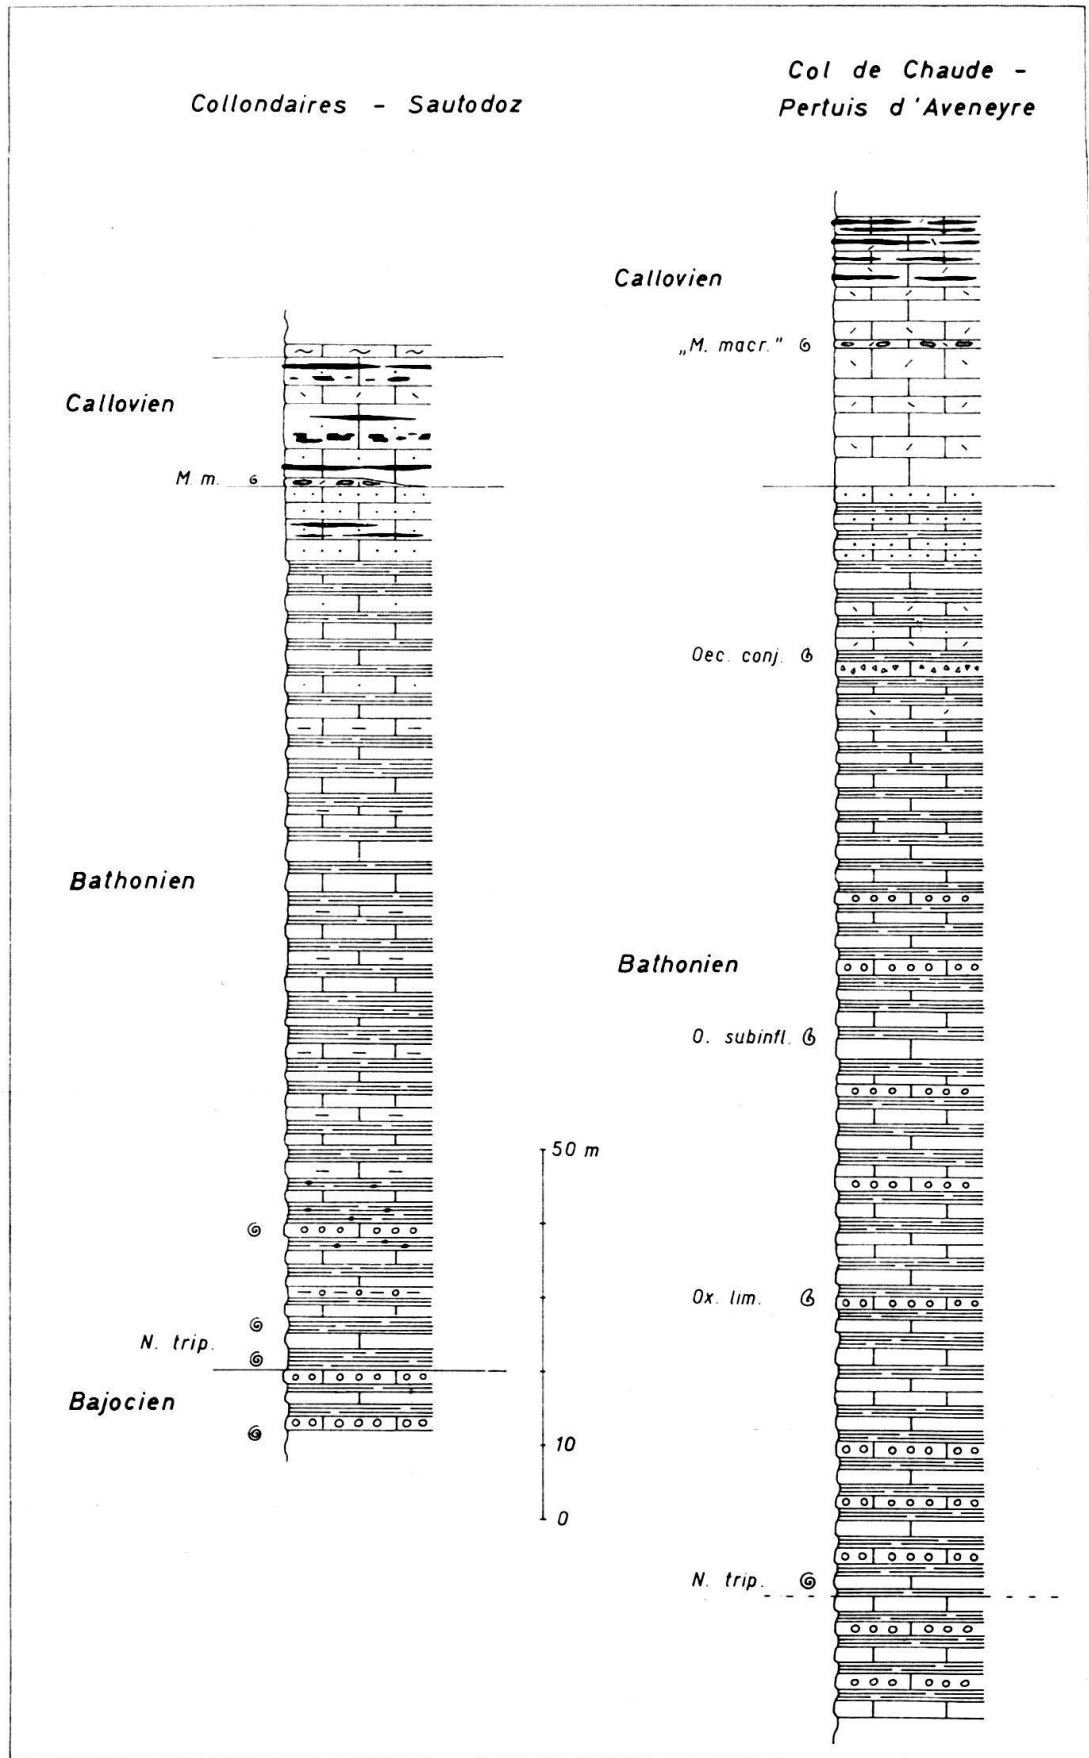 Collondaires - Sautodoz
Callovien
M. m.
Bathonien
N. trip.
Bajocien
50 m
10
0
Col de Chaude -
Pertuis d'Aveneyre
Callovien
„M. macr."
Oec. conj.
Bathonien
O. subinfl.
Ox. lim.
N. trip.